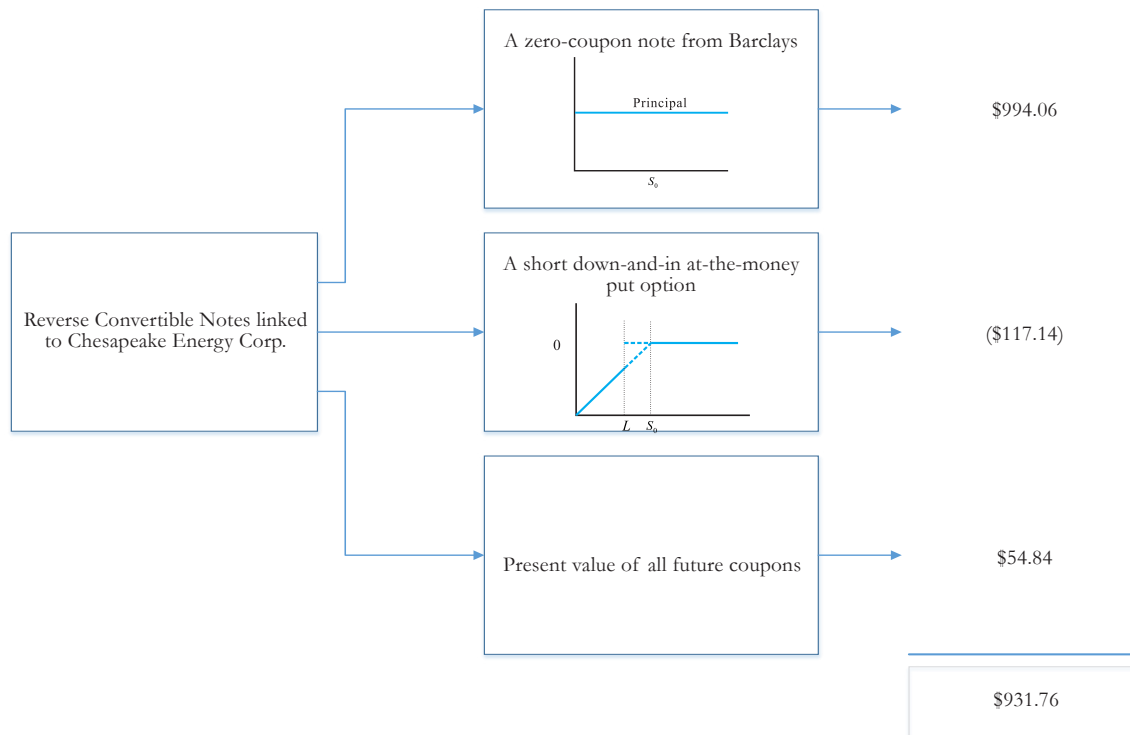 A zero-coupon note from Barclays
Principal
S₀
$994.06
Reverse Convertible Notes linked
to Chesapeake Energy Corp.
A short down-and-in at-the-money
put option
0
L S₀
($117.14)
Present value of all future coupons
$54.84
$931.76